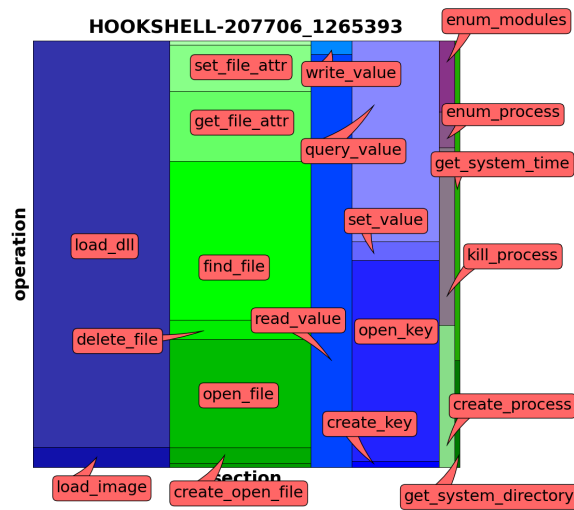 HOOKSHELL-207706_1265393
enum_modules
set_file_attr
write_value
get_file_attr
enum_process
query_value
get_system_time
set_value
load_dll
kill_process
find_file
operation
read_value
open_key
delete_file
open_file
create_process
create_key
section
load_image
create_open_file
get_system_directory